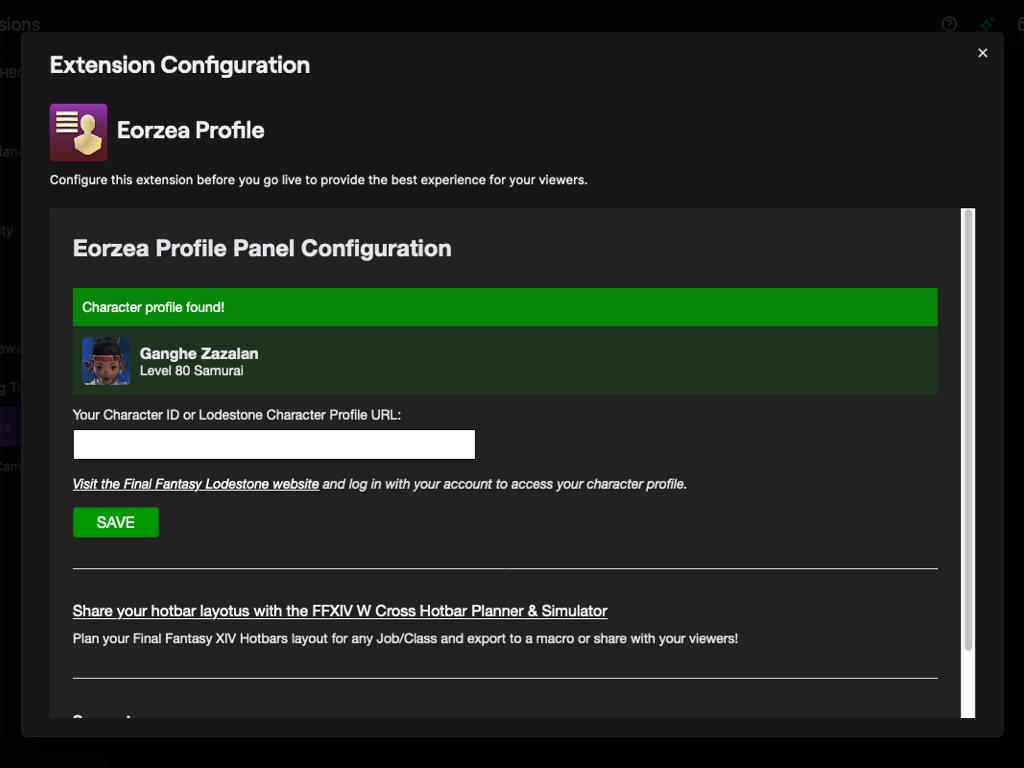 sions
Extension Configuration
Eorzea Profile
Configure this extension before you go live to provide the best experience for your viewers.
Eorzea Profile Panel Configuration
Character profile found!
Ganghe Zazalan
Level 80 Samurai
Your Character ID or Lodestone Character Profile URL:
Visit the Final Fantasy Lodestone website and log in with your account to access your character profile.
SAVE
Share your hotbar layotus with the FFXIV W Cross Hotbar Planner & Simulator
Plan your Final Fantasy XIV Hotbars layout for any Job/Class and export to a macro or share with your viewers!